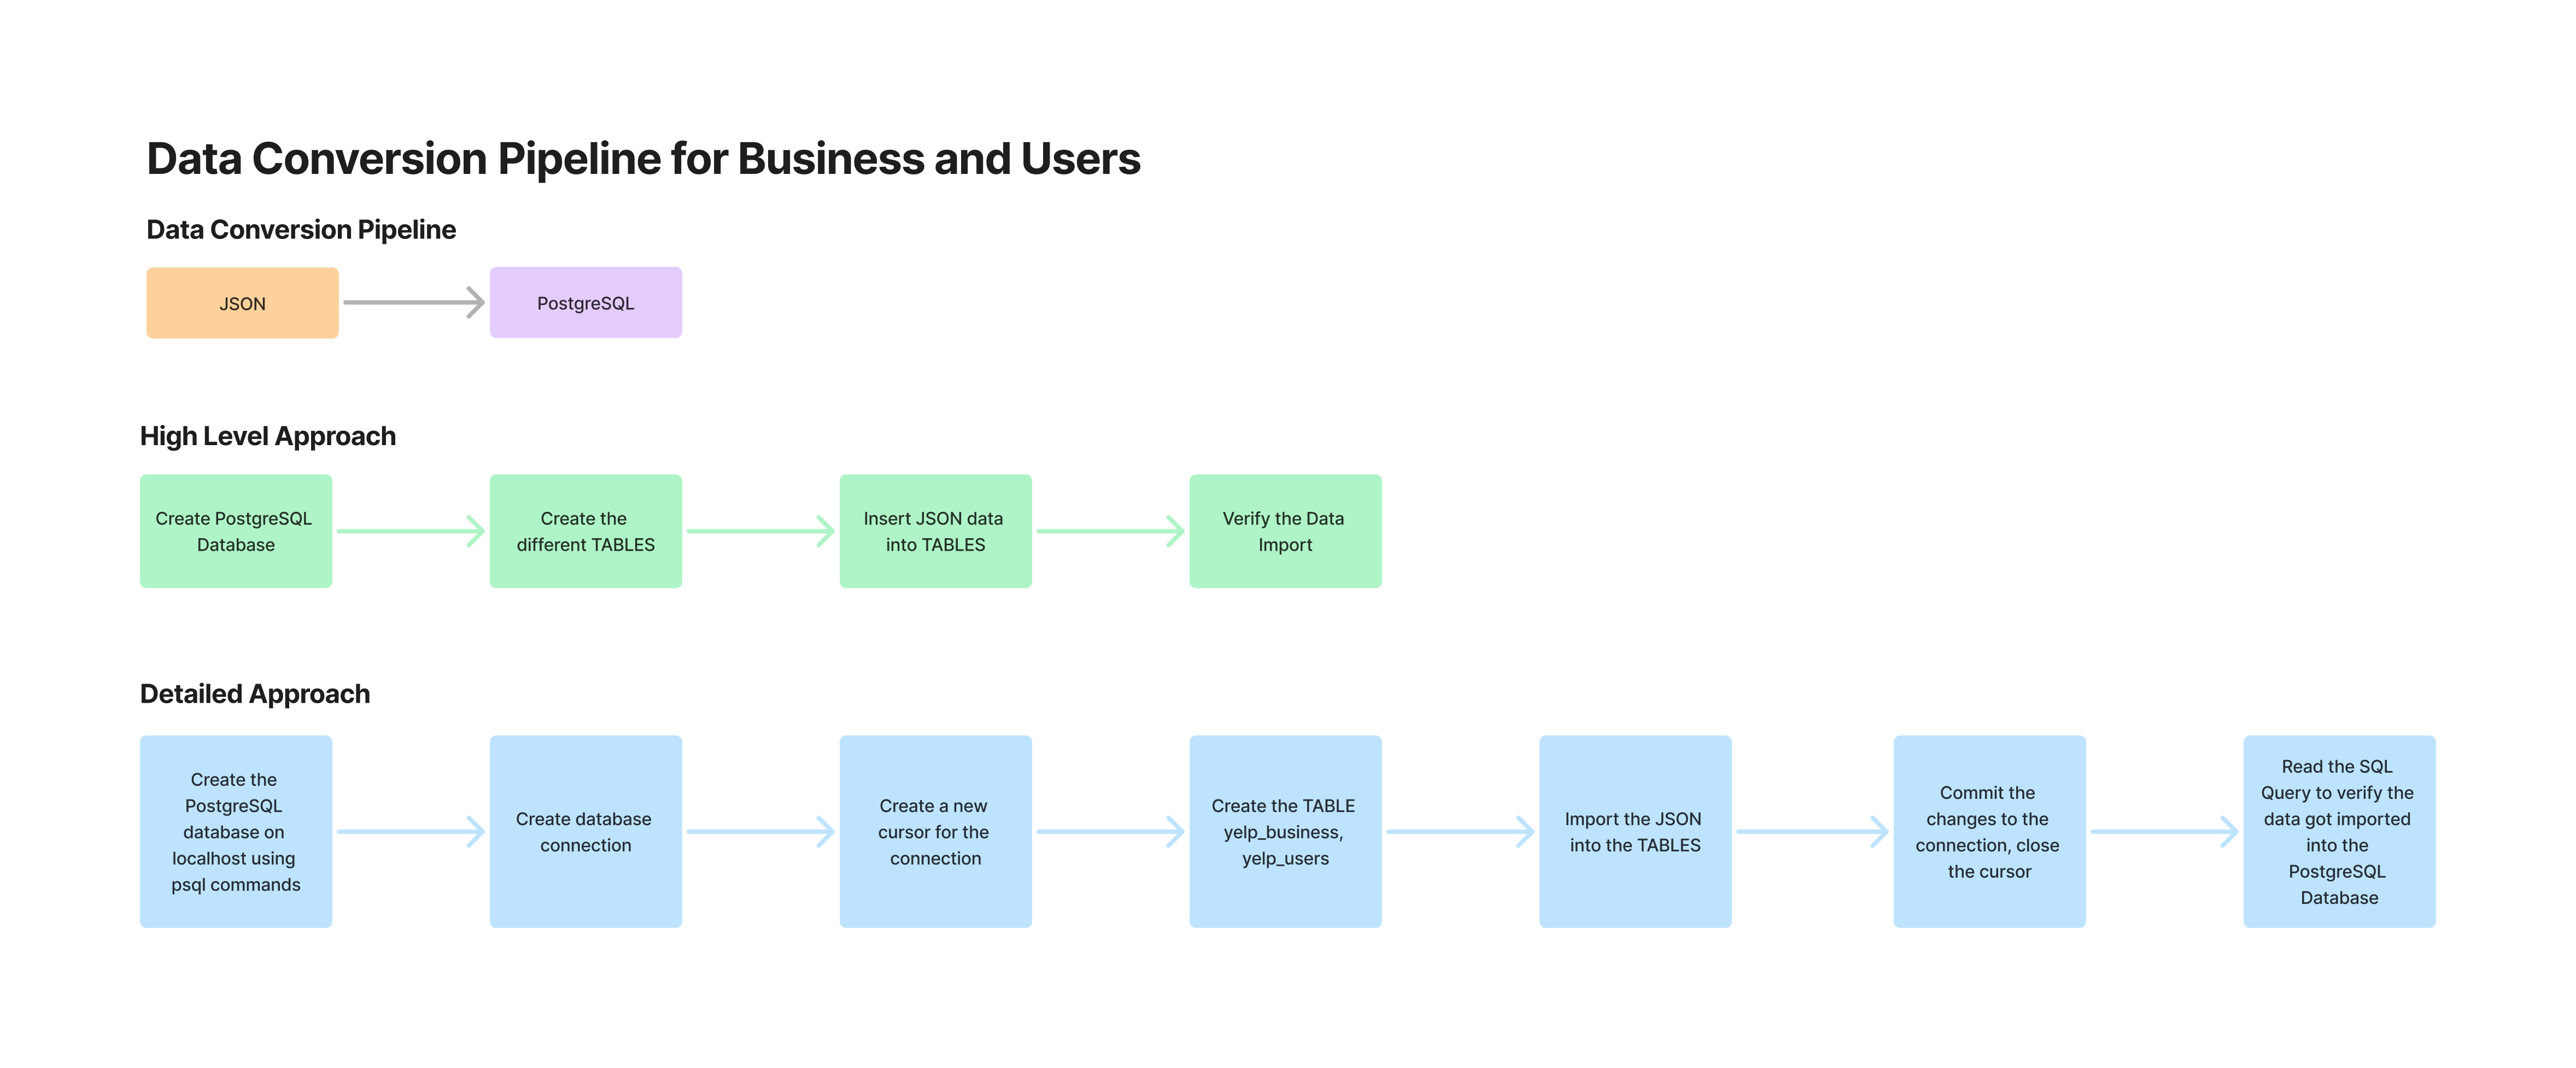 Data Conversion Pipeline for Business and Users
Data Conversion Pipeline
JSON
PostgreSQL
High Level Approach
Create PostgreSQL
Database
Create the
different TABLES
Insert JSON data
into TABLES
Verify the Data
Import
Detailed Approach
Create the
PostgreSQL
database on
localhost using
psql commands
Create database
connection
Create a new
cursor for the
connection
Create the TABLE
yelp_business,
yelp_users
Import the JSON
into the TABLES
Commit the
changes to the
connection, close
the cursor
Read the SQL
Query to verify the
data got imported
into the
PostgreSQL
Database